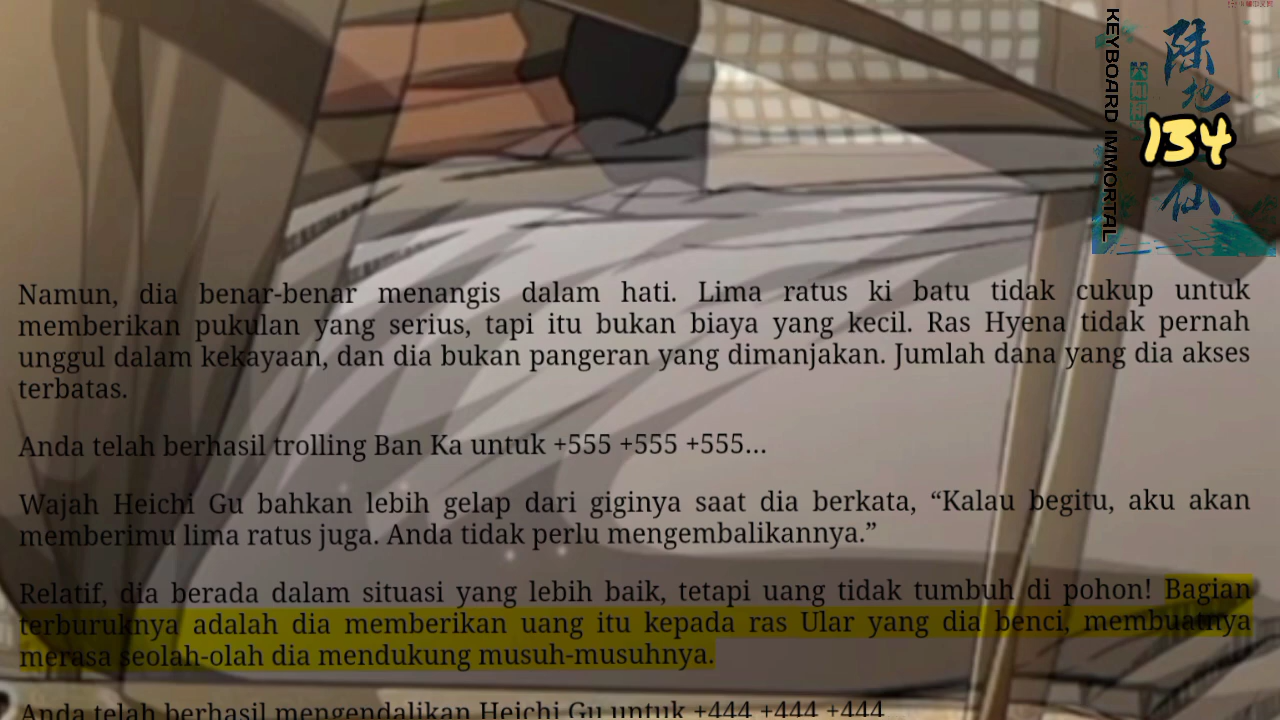 KEYBOARD IMMORTAL
陆地
仙
134
Namun, dia benar-benar menangis dalam hati. Lima ratus ki batu tidak cukup untuk
memberikan pukulan yang serius, tapi itu bukan biaya yang kecil. Ras Hyena tidak pernah
unggul dalam kekayaan, dan dia bukan pangeran yang dimanjakan. Jumlah dana yang dia akses
terbatas.
Anda telah berhasil trolling Ban Ka untuk +555 +555 +555...
Wajah Heichi Gu bahkan lebih gelap dari giginya saat dia berkata, “Kalau begitu, aku akan
memberimu lima ratus juga. Anda tidak perlu mengembalikannya.”
Relatif, dia berada dalam situasi yang lebih baik, tetapi uang tidak tumbuh di pohon! Bagian
terburuknya adalah dia memberikan uang itu kepada ras Ular yang dia benci, membuatnya
merasa seolah-olah dia mendukung musuh-musuhnya.
Anda telah berhasil mengendalikan Heichi Gu untuk +444 +444 +444